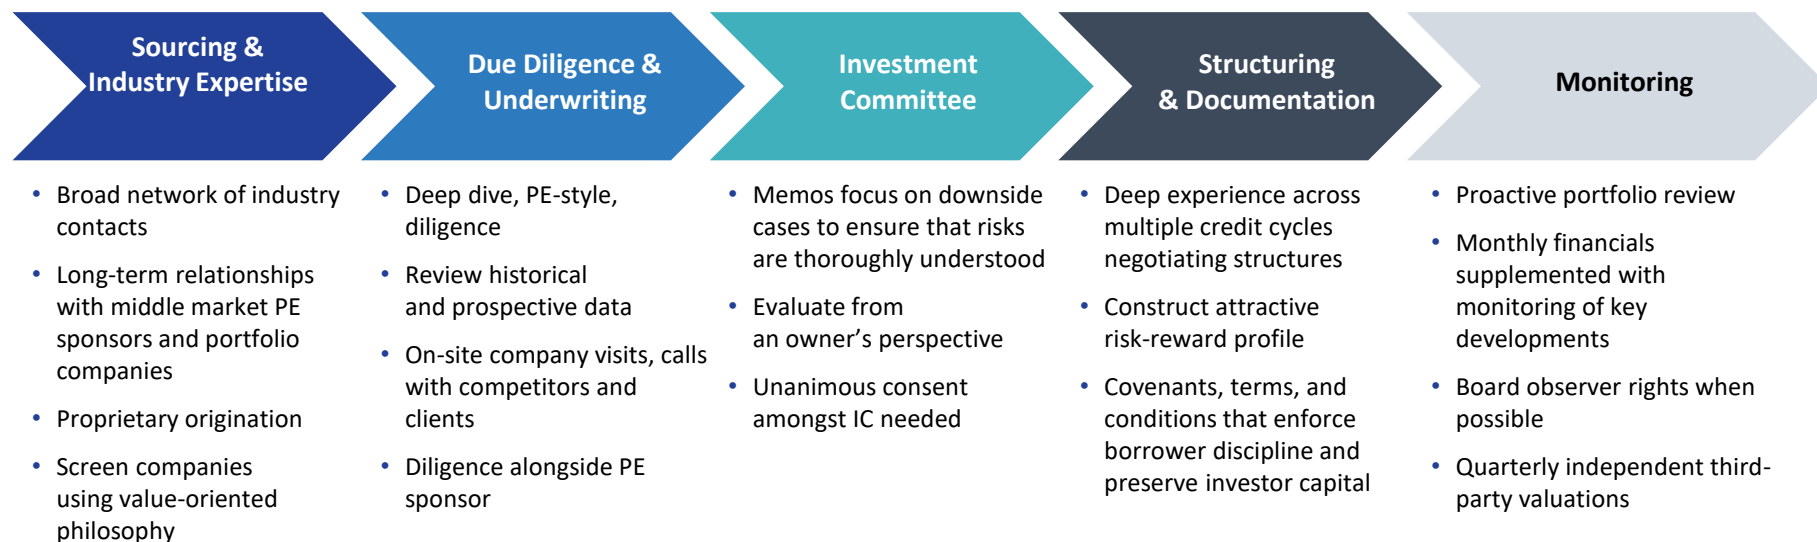 Sourcing &
Industry Expertise
Due Diligence &
Underwriting
Investment
Committee
Structuring
& Documentation
Monitoring
• Broad network of industry
contacts
• Long-term relationships
with middle market PE
sponsors and portfolio
companies
• Proprietary origination
• Screen companies
using value-oriented
philosophy
• Deep dive, PE-style,
diligence
• Review historical
and prospective data
• On-site company visits, calls
with competitors and
clients
• Diligence alongside PE
sponsor
• Memos focus on downside
cases to ensure that risks
are thoroughly understood
• Evaluate from
an owner’s perspective
• Unanimous consent
amongst IC needed
• Deep experience across
multiple credit cycles
negotiating structures
• Construct attractive
risk-reward profile
• Covenants, terms, and
conditions that enforce
borrower discipline and
preserve investor capital
• Proactive portfolio review
• Monthly financials
supplemented with
monitoring of key
developments
• Board observer rights when
possible
• Quarterly independent third-
party valuations